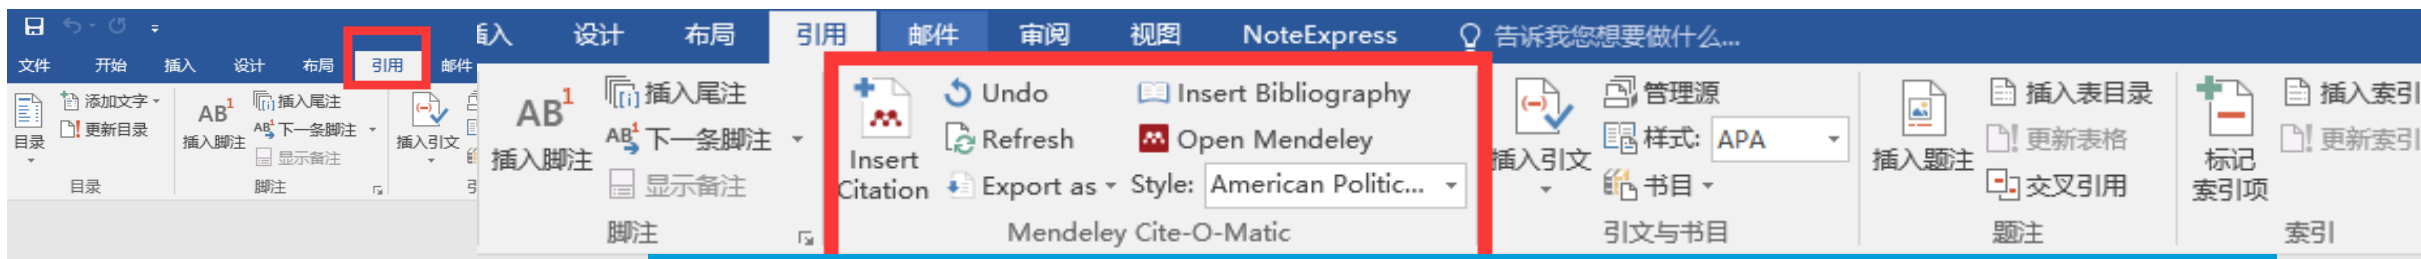 文件 开始 插入 设计 布局 引用 邮件
目录
添加文字
更新目录
目录
AB1
插入脚注
插入尾注
下一条脚注
显示备注
脚注
插入引文
设计 布局 引用 邮件 审阅 视图 NoteExpress 告诉我您想要做什么...
AB1
插入脚注
插入尾注
下一条脚注
显示备注
脚注
Insert
Citation
Undo
Refresh
Export as
Insert Bibliography
Open Mendeley
Style: American Politic...
Mendeley Cite-O-Matic
插入引文
管理源
样式: APA
书目
引文与书目
插入题注
插入表目录
更新表格
交叉引用
题注
标记
索引项
插入索引
更新索引
索引